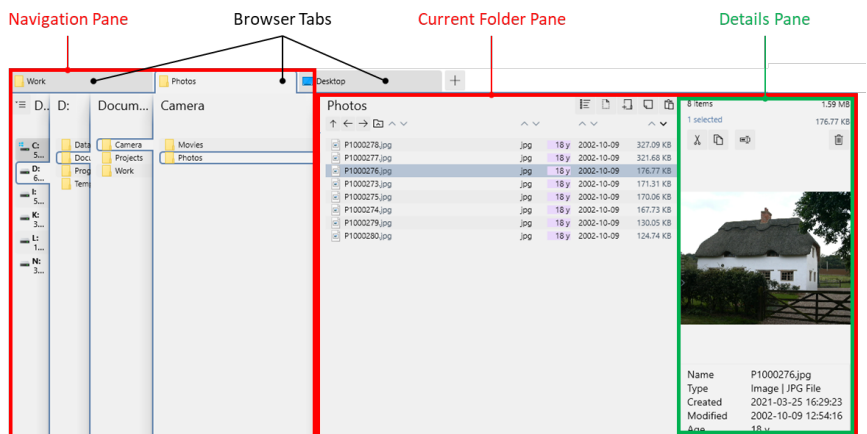 Navigation Pane
Browser Tabs
Current Folder Pane
Details Pane
Work
Photos
Desktop
D...
D:
Docum...
Camera
Photos
8 items
1.59 MB
1 selected
176.77 KB
C:
5...
D:
6...
I:
5...
K:
3...
L:
1...
N:
3...
Data
Docu
Prog
Temp
Camera
Projects
Work
Movies
Photos
P1000278.jpg jpg 18 y 2002-10-09 327.09 KB
P1000277.jpg jpg 18 y 2002-10-09 321.68 KB
P1000276.jpg jpg 18 y 2002-10-09 176.77 KB
P1000273.jpg jpg 18 y 2002-10-09 171.31 KB
P1000275.jpg jpg 18 y 2002-10-09 170.06 KB
P1000274.jpg jpg 18 y 2002-10-09 167.73 KB
P1000279.jpg jpg 18 y 2002-10-09 130.05 KB
P1000280.jpg jpg 18 y 2002-10-09 124.74 KB
Name P1000276.jpg
Type Image | JPG File
Created 2021-03-25 16:29:23
Modified 2002-10-09 12:54:16
Age 18 y